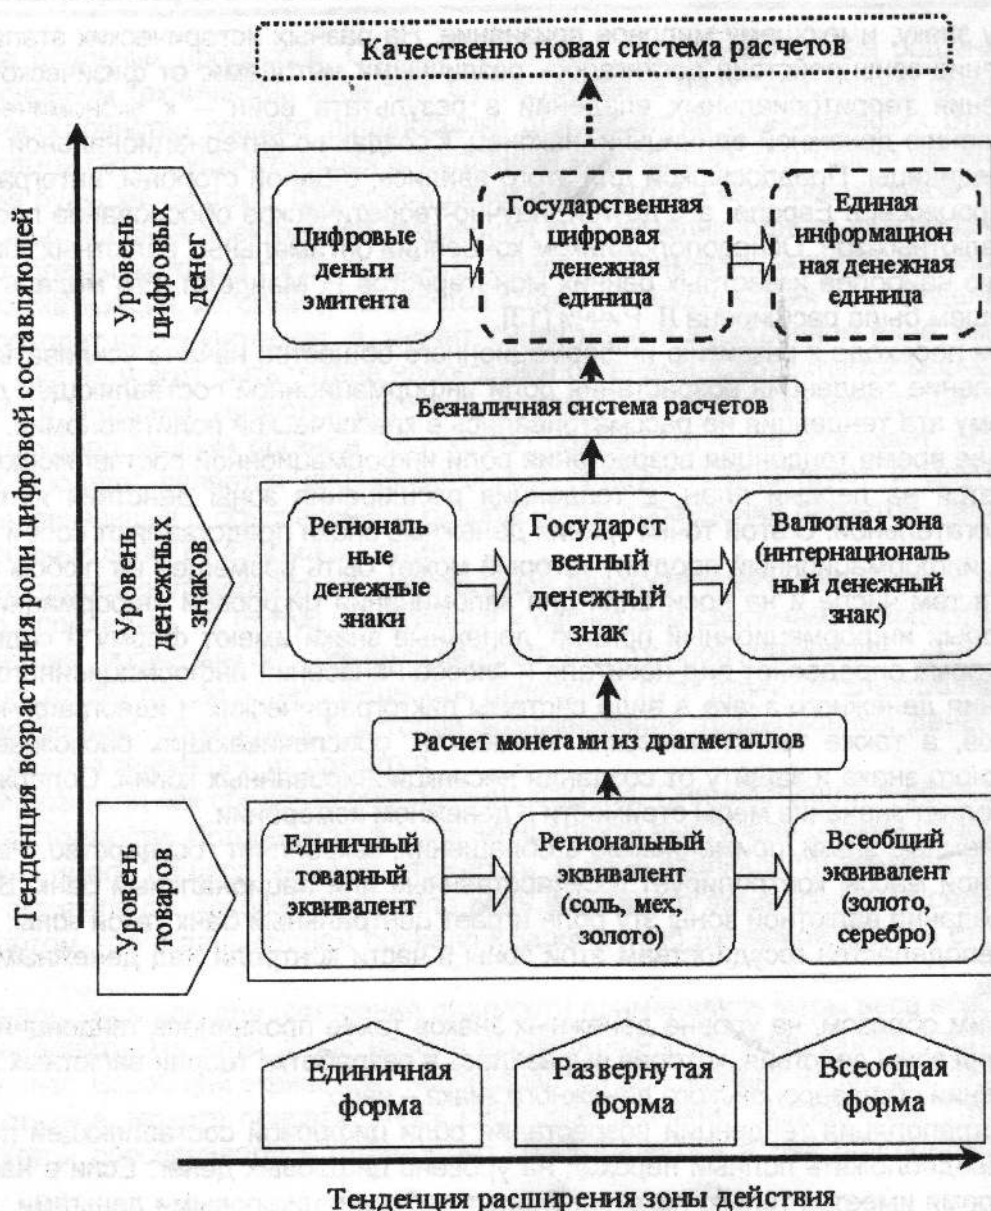 Качественно новая система расчетов
Тенденция возрастания роли цифровой составляющей
Уровень
цифровых
денег
Цифровые
деньги
эмитента
Государственная
цифровая
денежная
единица
Единая
информацион
ная денежная
единица
Безналичная система расчетов
Уровень
денежных
знаков
Региональ-
ные
денежные
знаки
Государст
венный
денежный
знак
Валютная зона
(интернациональ
ный денежный
знак)
Расчет монетами из драгметаллов
Уровень
товаров
Единичный
товарный
эквивалент
Региональный
эквивалент
(соль, мех,
золото)
Всеобщий
эквивалент
(золото,
серебро)
Единичная
форма
Развернутая
форма
Всеобщая
форма
Тенденция расширения зоны действия